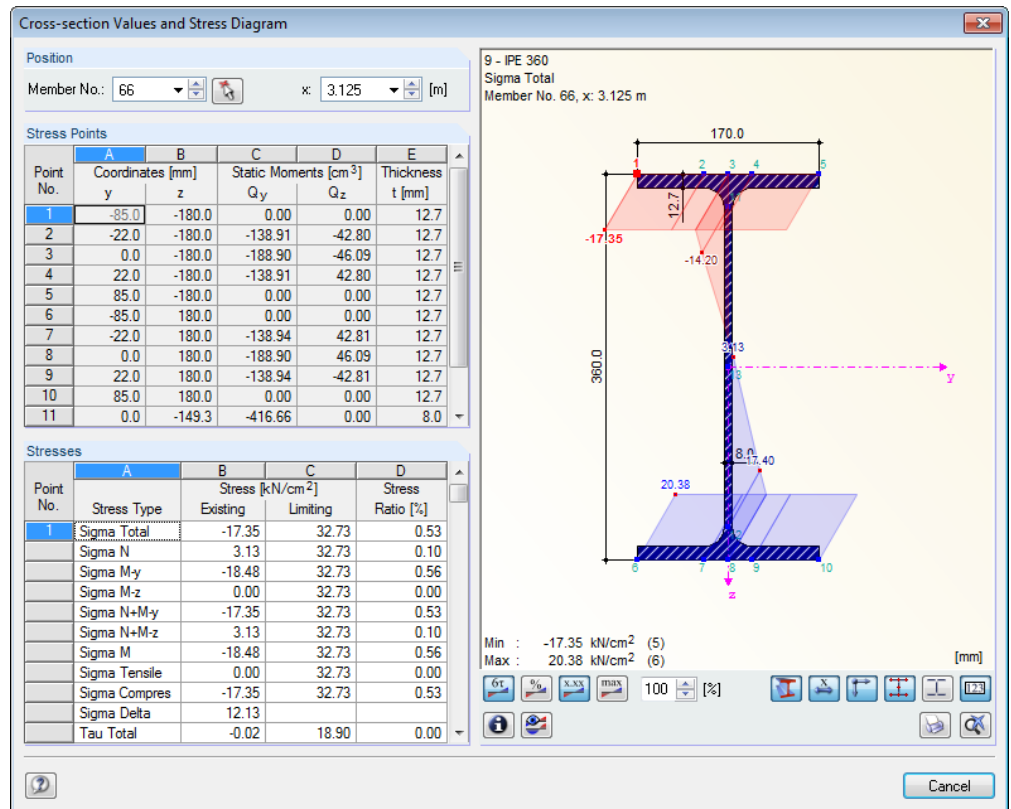 Cross-section Values and Stress Diagram
Position
Member No.: 66 x: 3.125 [m]
Stress Points
A B C D E
Point Coordinates [mm] Static Moments [cm³] Thickness
No. y z Qy Qz t [mm]
1 -85.0 -180.0 0.00 0.00 12.7
2 -22.0 -180.0 -138.91 -42.80 12.7
3 0.0 -180.0 -188.90 -46.09 12.7
4 22.0 -180.0 -138.91 42.80 12.7
5 85.0 -180.0 0.00 0.00 12.7
6 -85.0 180.0 0.00 0.00 12.7
7 -22.0 180.0 -138.94 42.81 12.7
8 0.0 180.0 -188.90 46.09 12.7
9 22.0 180.0 -138.94 -42.81 12.7
10 85.0 180.0 0.00 0.00 12.7
11 0.0 -149.3 -416.66 0.00 8.0
Stresses
A B C D
Point Stress [kN/cm²] Stress
No. Stress Type Existing Limiting Ratio [%]
1 Sigma Total -17.35 32.73 0.53
Sigma N 3.13 32.73 0.10
Sigma M-y -18.48 32.73 0.56
Sigma M-z 0.00 32.73 0.00
Sigma N+M-y -17.35 32.73 0.53
Sigma N+M-z 3.13 32.73 0.10
Sigma M -18.48 32.73 0.56
Sigma Tensile 0.00 32.73 0.00
Sigma Compres -17.35 32.73 0.53
Sigma Delta 12.13
Tau Total -0.02 18.90 0.00
9 - IPE 360
Sigma Total
Member No. 66, x: 3.125 m
170.0
1 2 3 4 5
12.7
-17.35
-14.20
3.13
360.0
y
8.0
17.40
20.38
6 7 8 9 10
z
Min : -17.35 kN/cm² (5)
Max : 20.38 kN/cm² (6)
[mm]
στ % x.xx max 100 [%] x 123
Cancel